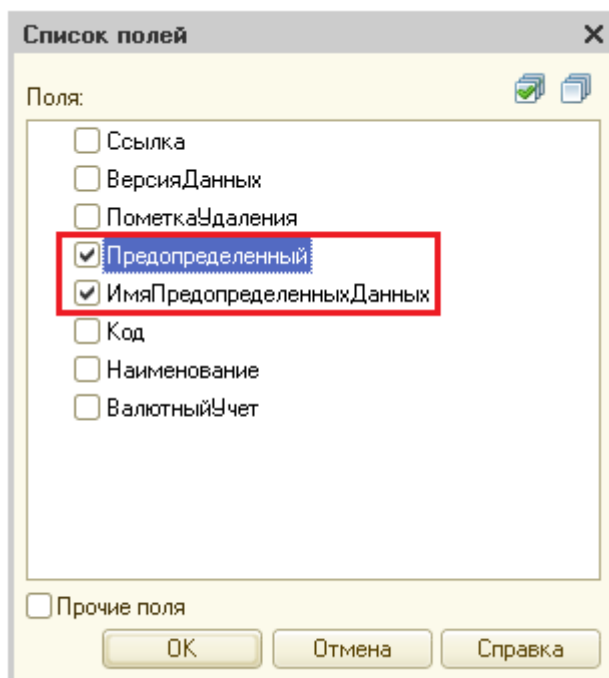 Список полей
Поля:
Ссылка
ВерсияДанных
ПометкаУдаления
Предопределенный
ИмяПредопределенныхДанных
Код
Наименование
ВалютныйУчет
Прочие поля
OK Отмена Справка